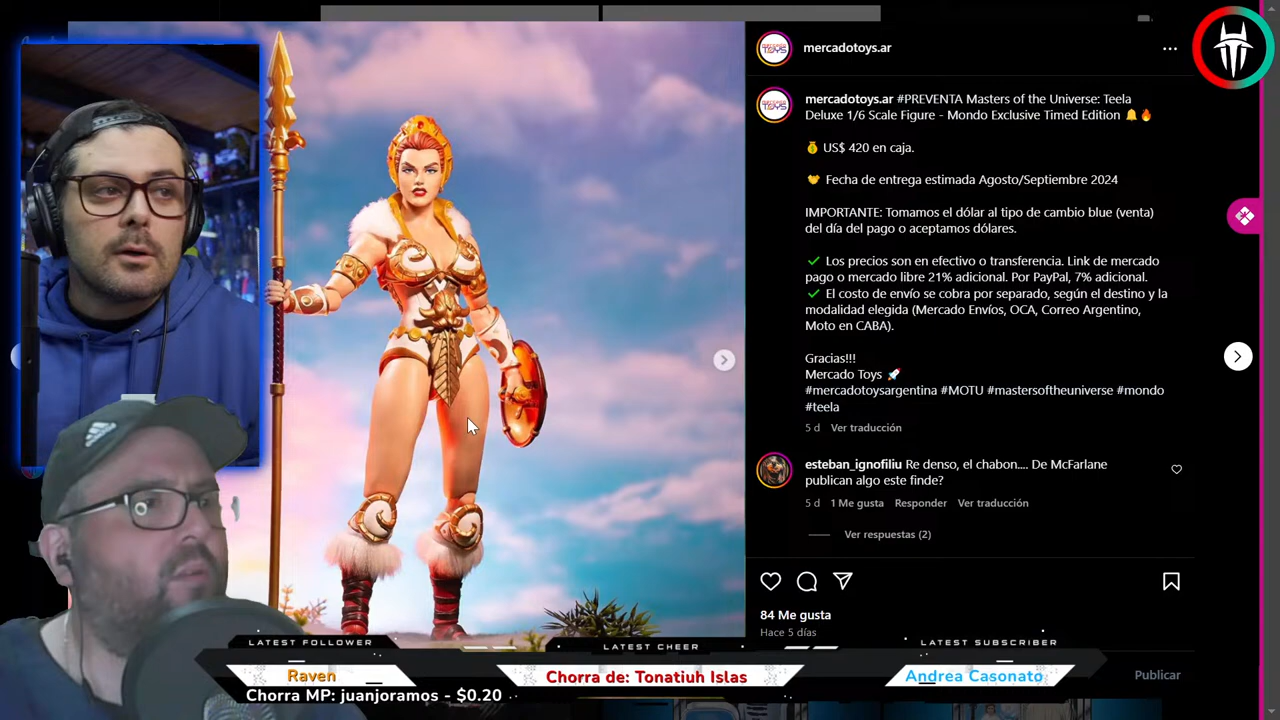 mercadotoys.ar
mercadotoys.ar #PREVENTA Masters of the Universe: Teela
Deluxe 1/6 Scale Figure - Mondo Exclusive Timed Edition 🔔🔥
💰 US$ 420 en caja.
Fecha de entrega estimada Agosto/Septiembre 2024
IMPORTANTE: Tomamos el dólar al tipo de cambio blue (venta)
del día del pago o aceptamos dólares.
✔ Los precios son en efectivo o transferencia. Link de mercado
pago o mercado libre 21% adicional. Por PayPal, 7% adicional.
✔ El costo de envío se cobra por separado, según el destino y la
modalidad elegida (Mercado Envíos, OCA, Correo Argentino,
Moto en CABA).
Gracias!!!
Mercado Toys 🚀
#mercadotoysargentina #MOTU #mastersoftheuniverse #mondo
#teela
5 d Ver traducción
esteban_ignofiliu Re denso, el chabon.... De McFarlane
publican algo este finde?
5 d 1 Me gusta Responder Ver traducción
Ver respuestas (2)
84 Me gusta
Hace 5 días
Publicar
LATEST FOLLOWER
Raven
LATEST CHEER
Chorra de: Tonatiuh Islas
LATEST SUBSCRIBER
Andrea Casonato
Chorra MP: juanjoramos - $0.20